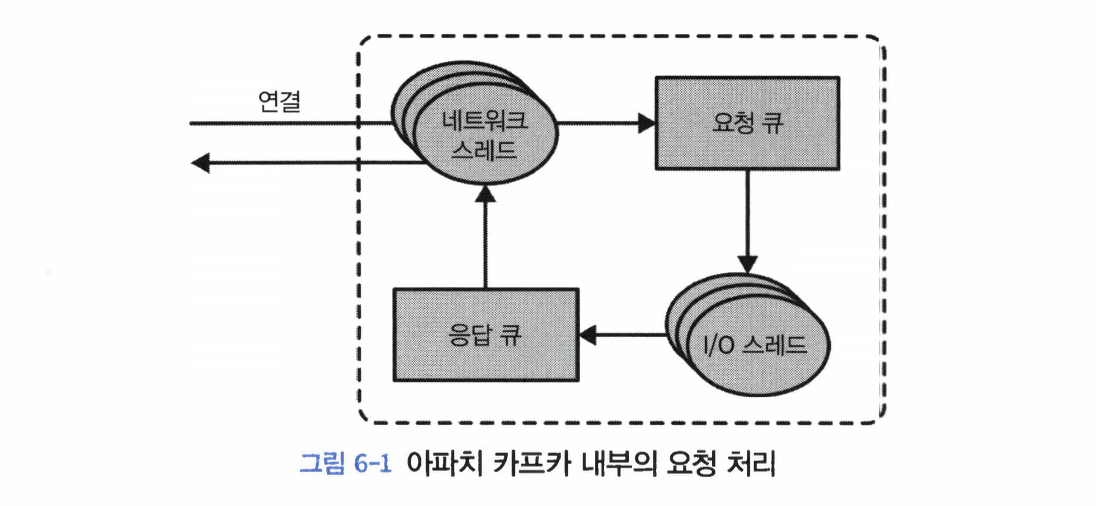 연결
네트워크
스레드
요청 큐
응답 큐
I/O 스레드
그림 6-1 아파치 카프카 내부의 요청 처리